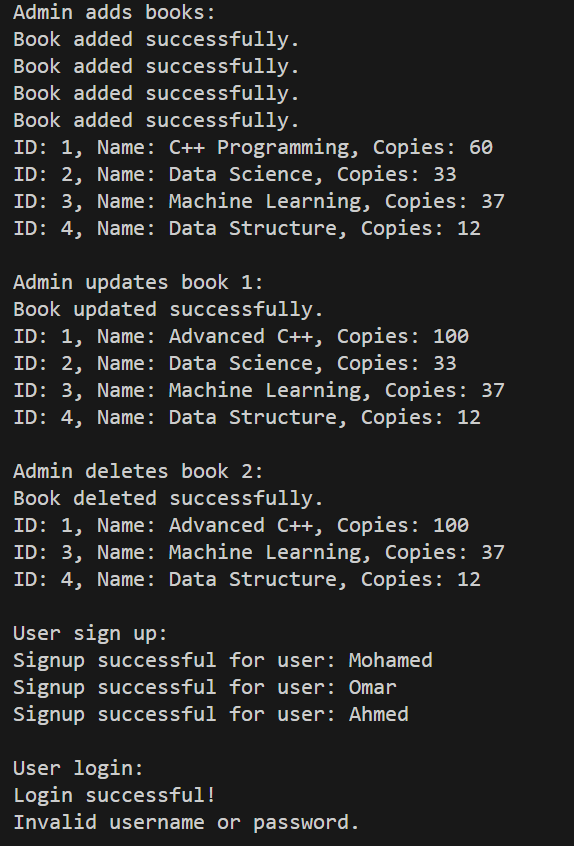 Admin adds books:
Book added successfully.
Book added successfully.
Book added successfully.
Book added successfully.
ID: 1, Name: C++ Programming, Copies: 60
ID: 2, Name: Data Science, Copies: 33
ID: 3, Name: Machine Learning, Copies: 37
ID: 4, Name: Data Structure, Copies: 12

Admin updates book 1:
Book updated successfully.
ID: 1, Name: Advanced C++, Copies: 100
ID: 2, Name: Data Science, Copies: 33
ID: 3, Name: Machine Learning, Copies: 37
ID: 4, Name: Data Structure, Copies: 12

Admin deletes book 2:
Book deleted successfully.
ID: 1, Name: Advanced C++, Copies: 100
ID: 3, Name: Machine Learning, Copies: 37
ID: 4, Name: Data Structure, Copies: 12

User sign up:
Signup successful for user: Mohamed
Signup successful for user: Omar
Signup successful for user: Ahmed

User login:
Login successful!
Invalid username or password.